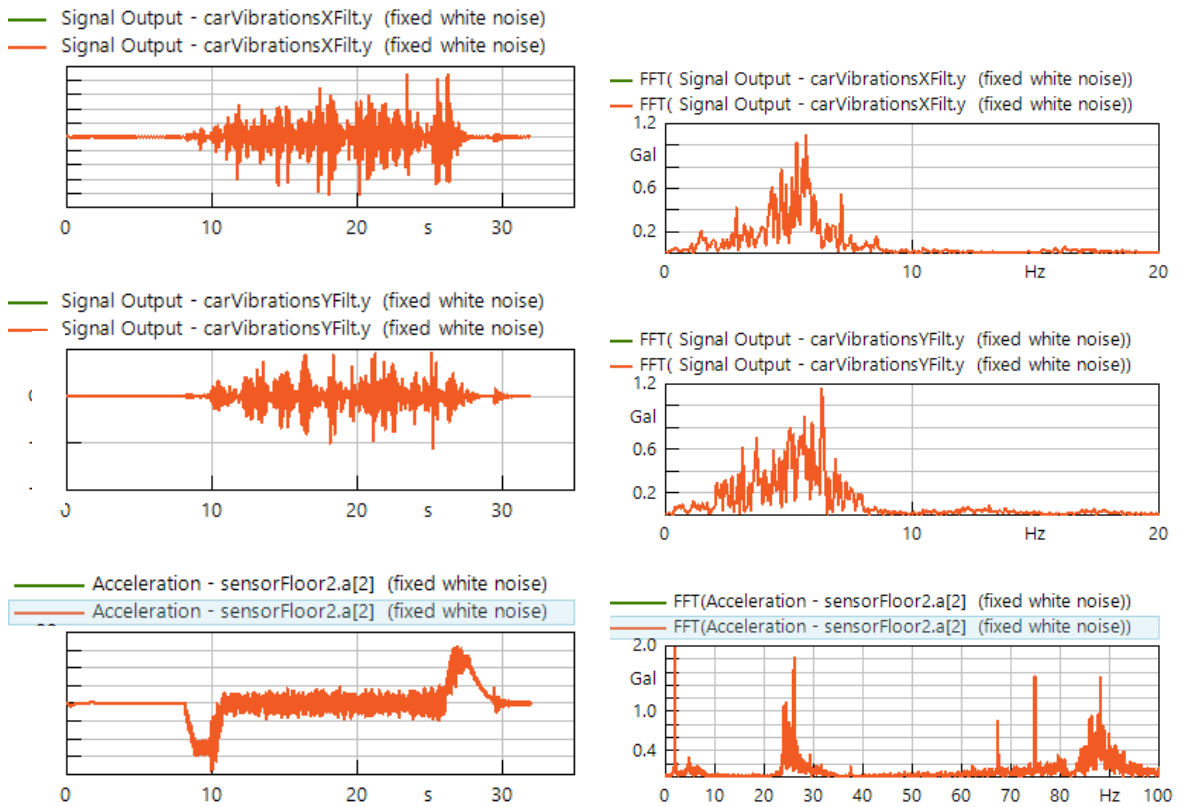 Signal Output - carVibrationsXFilt.y (fixed white noise)
Signal Output - carVibrationsXFilt.y (fixed white noise)
0 10 20 s 30
FFT( Signal Output - carVibrationsXFilt.y (fixed white noise))
FFT( Signal Output - carVibrationsXFilt.y (fixed white noise))
1.2
Gal
0.6
0.2
0 10 Hz 20
Signal Output - carVibrationsYFilt.y (fixed white noise)
Signal Output - carVibrationsYFilt.y (fixed white noise)
10 20 s 30
FFT( Signal Output - carVibrationsYFilt.y (fixed white noise))
FFT( Signal Output - carVibrationsYFilt.y (fixed white noise))
1.2
Gal
0.6
0.2
0 10 Hz 20
Acceleration - sensorFloor2.a[2] (fixed white noise)
Acceleration - sensorFloor2.a[2] (fixed white noise)
0 10 20 s 30
FFT(Acceleration - sensorFloor2.a[2] (fixed white noise))
FFT(Acceleration - sensorFloor2.a[2] (fixed white noise))
2.0
Gal
1.0
0.4
0 10 20 30 40 50 60 70 80 Hz 100